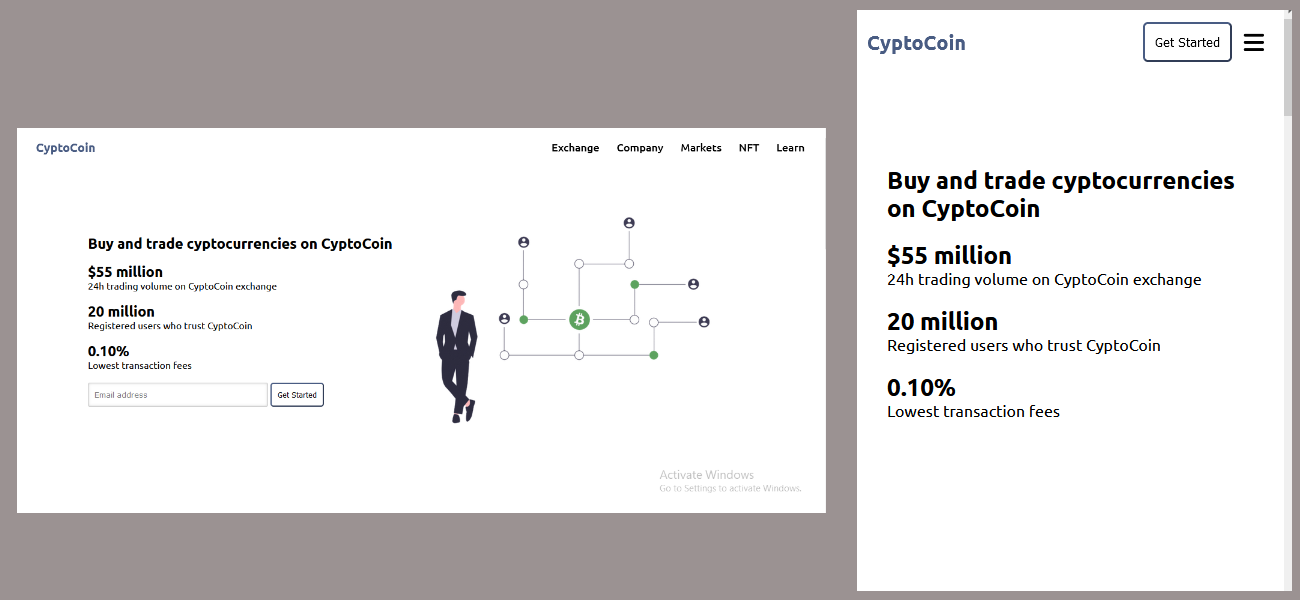 CyptoCoin
Exchange Company Markets NFT Learn
Buy and trade cyptocurrencies on CyptoCoin
$55 million
24h trading volume on CyptoCoin exchange
20 million
Registered users who trust CyptoCoin
0.10%
Lowest transaction fees
Email address
Get Started
Activate Windows
Go to Settings to activate Windows.
CyptoCoin
Get Started
Buy and trade cyptocurrencies
on CyptoCoin
$55 million
24h trading volume on CyptoCoin exchange
20 million
Registered users who trust CyptoCoin
0.10%
Lowest transaction fees